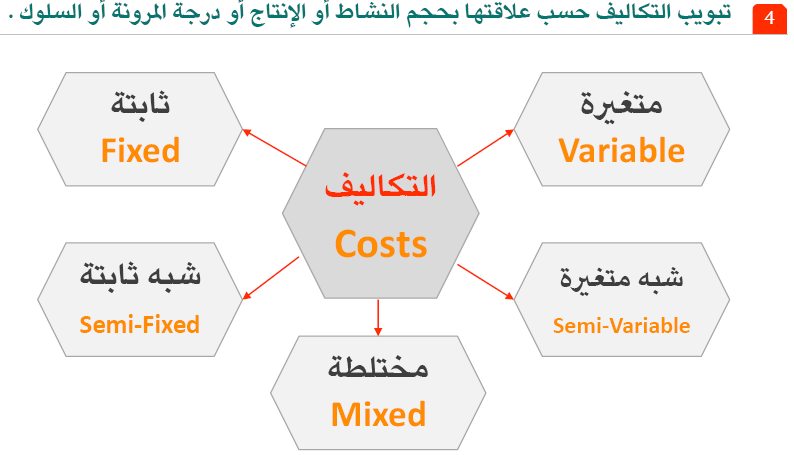 4 تبويب التكاليف حسب علاقتها بحجم النشاط أو الإنتاج أو درجة المرونة أو السلوك .
متغيرة
Variable
ثابتة
Fixed
التكاليف
Costs
شبه متغيرة
Semi-Variable
شبه ثابتة
Semi-Fixed
مختلطة
Mixed